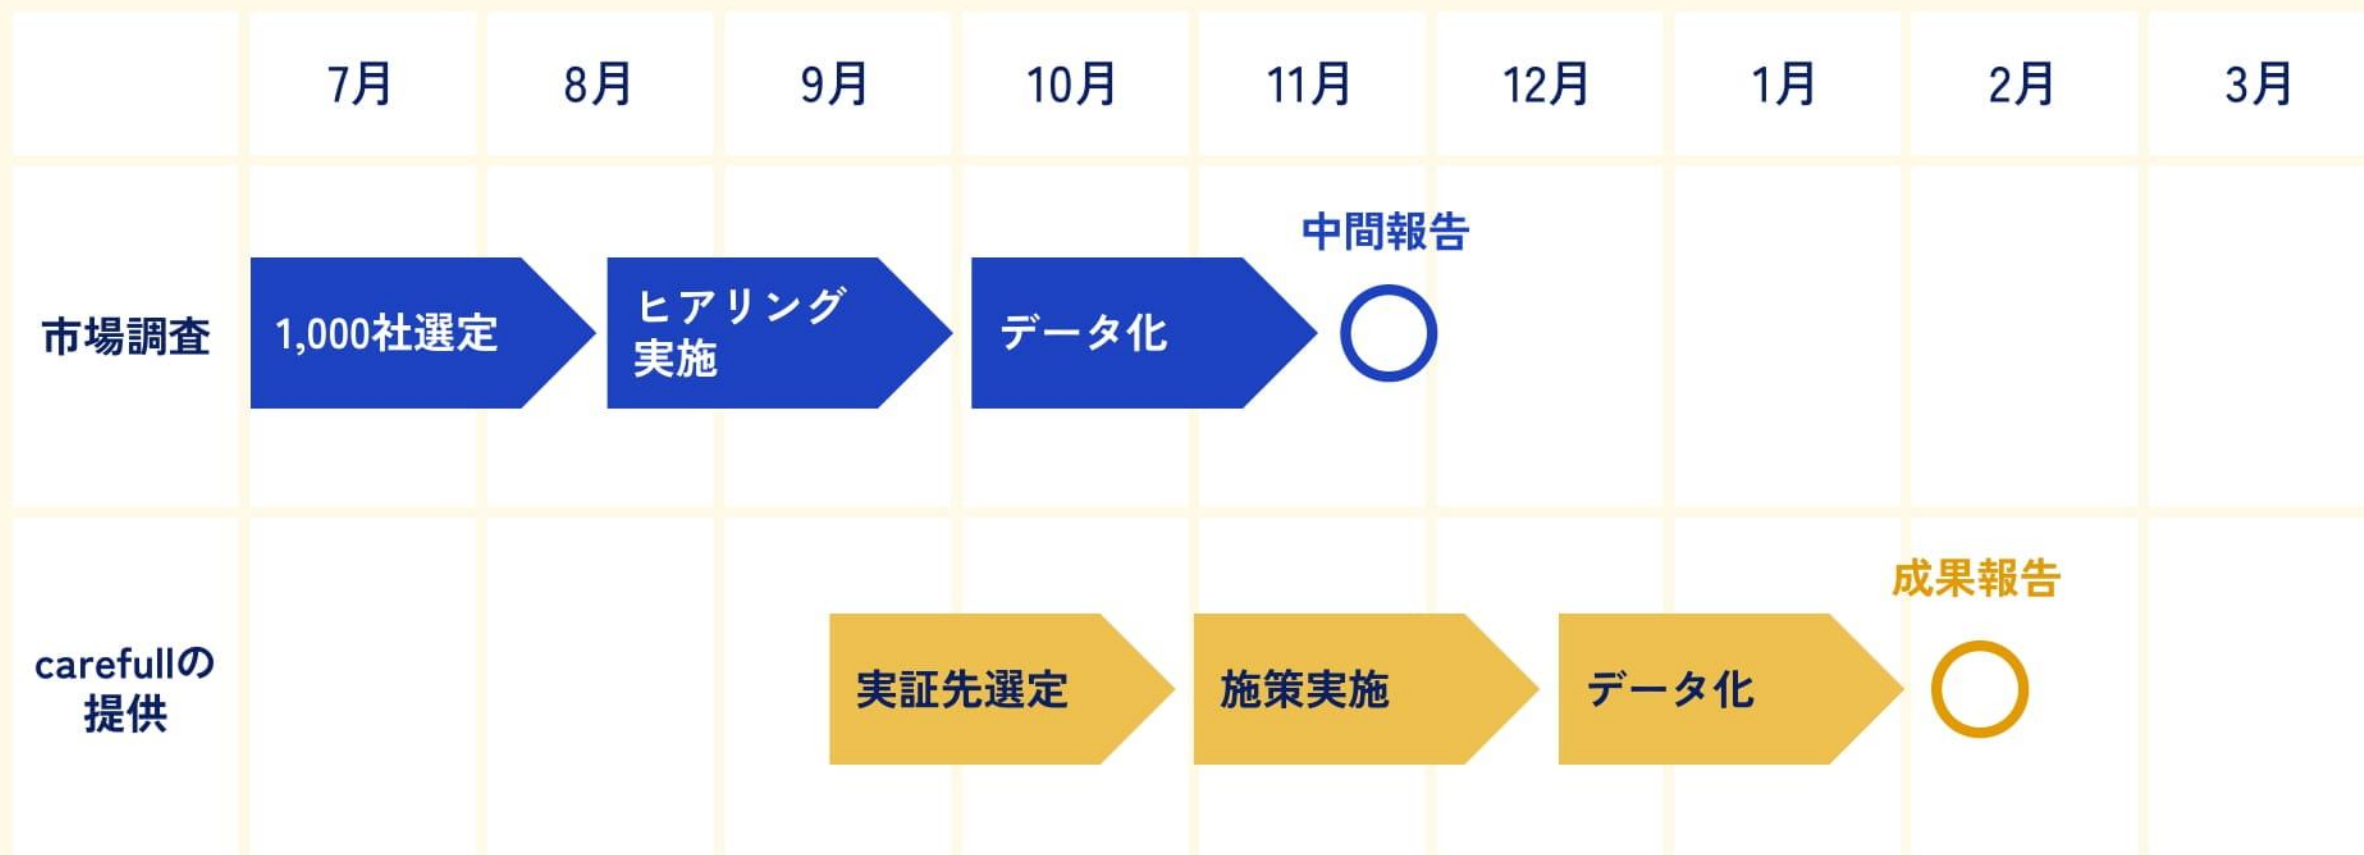 7月
8月
9月
10月
11月
12月
1月
2月
3月
市場調査
1,000社選定
ヒアリング
実施
データ化
中間報告
carefullの
提供
実証先選定
施策実施
データ化
成果報告